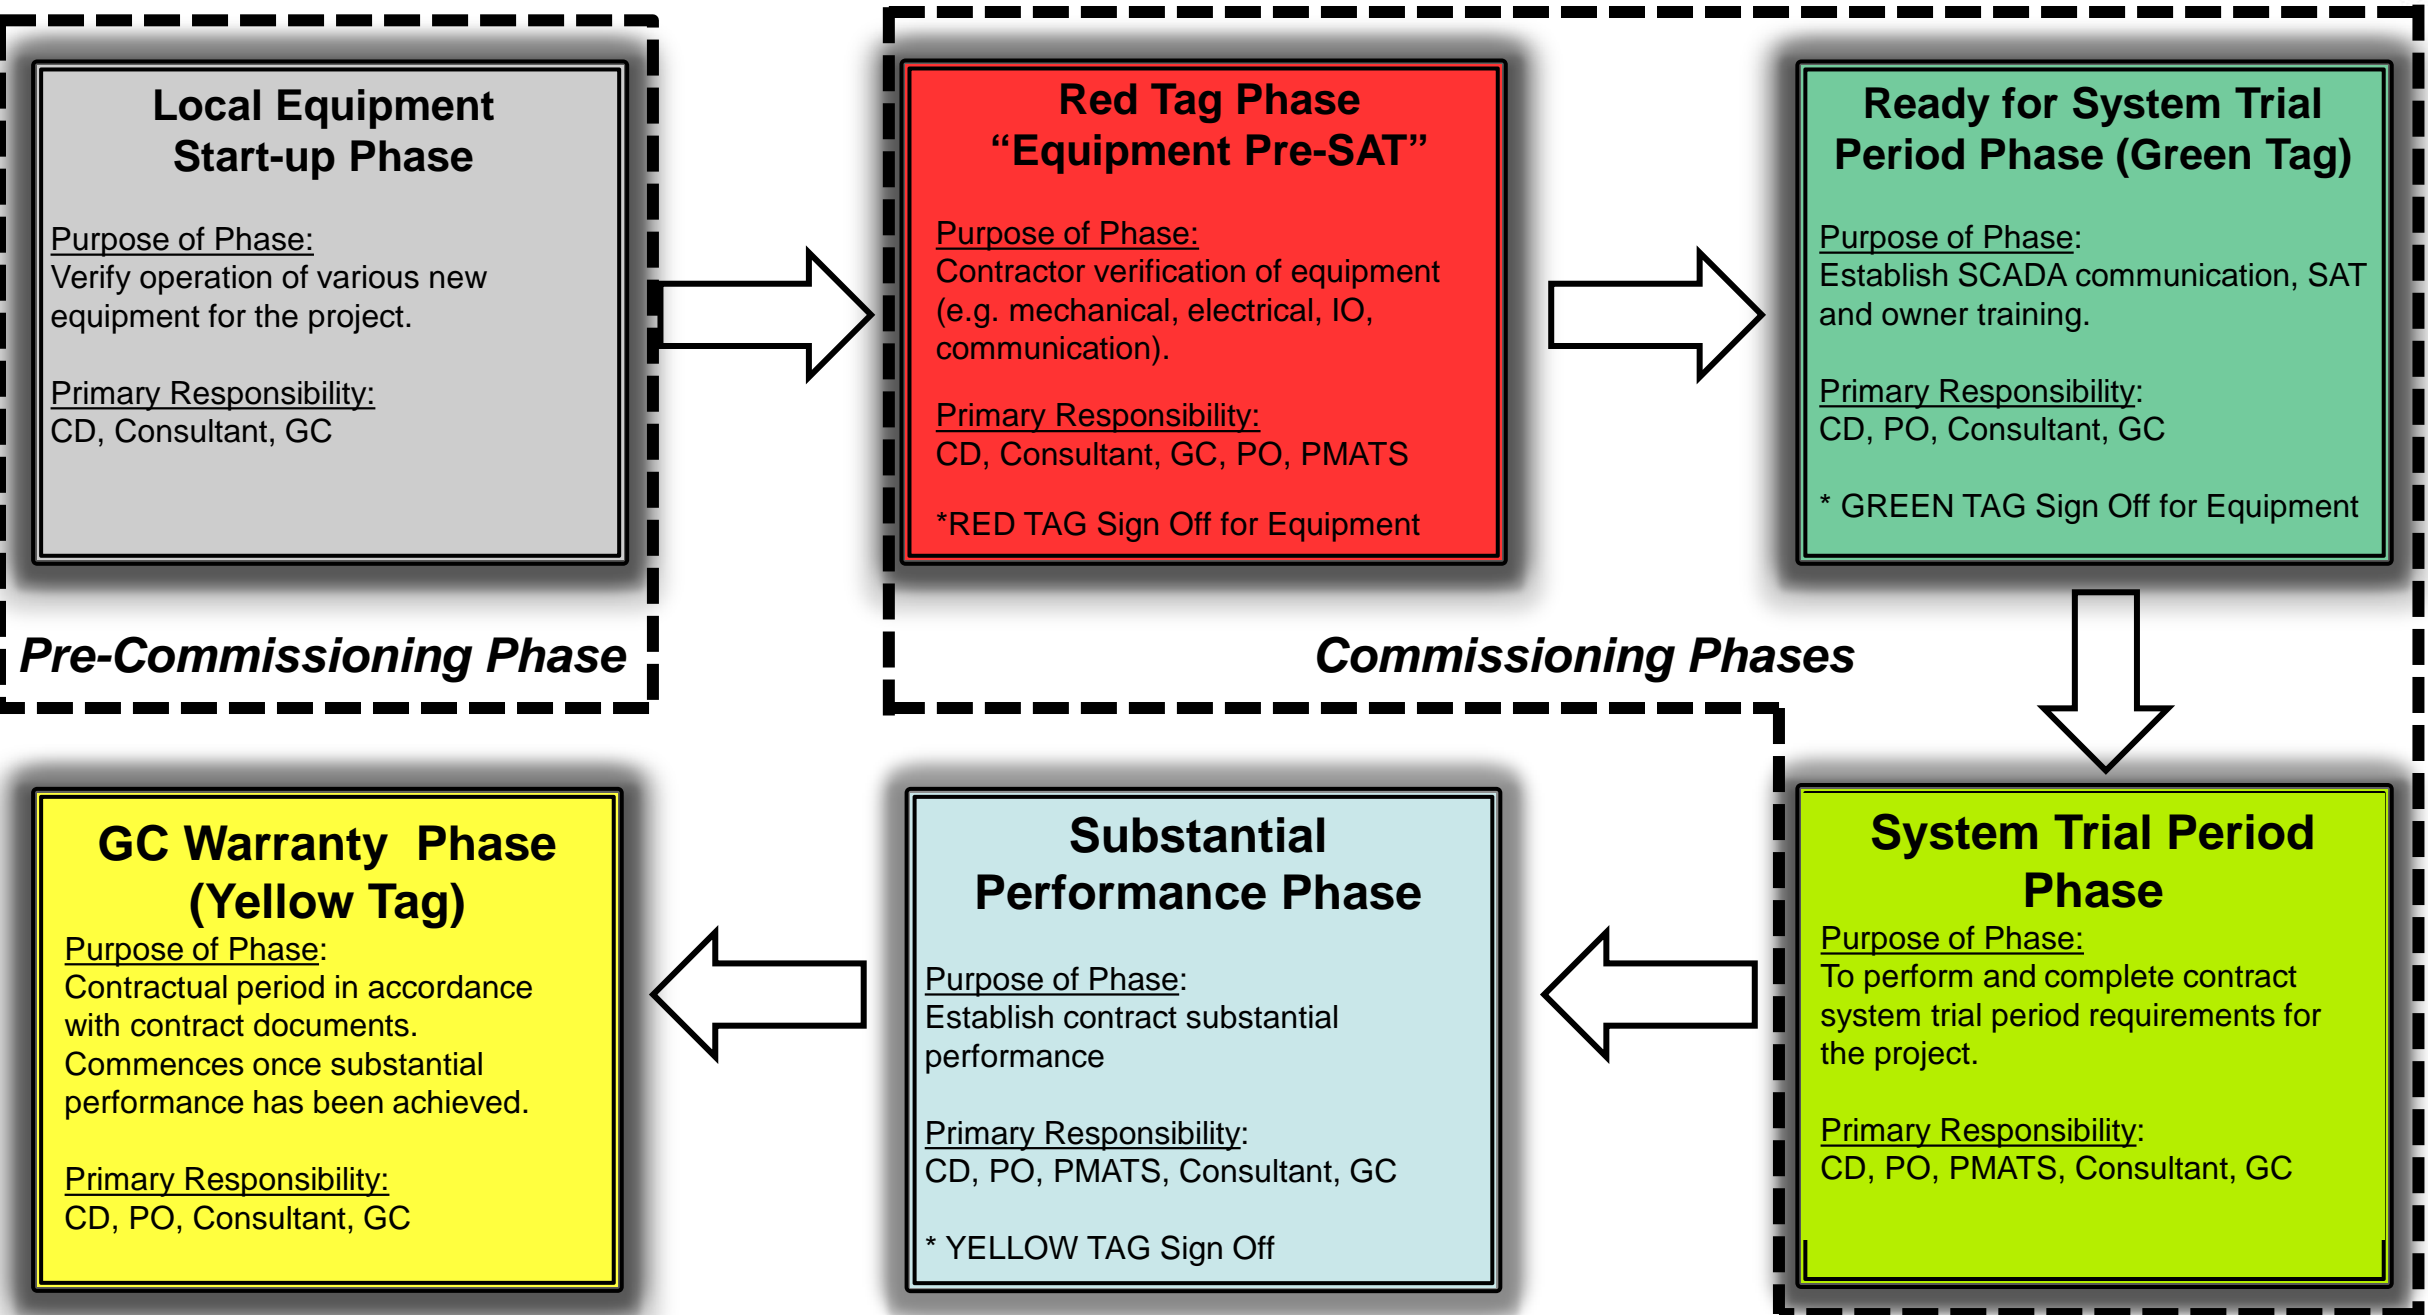 Local Equipment
Start-up Phase
Purpose of Phase:
Verify operation of various new
equipment for the project.
Primary Responsibility:
CD, Consultant, GC
Pre-Commissioning Phase
Red Tag Phase
“Equipment Pre-SAT”
Purpose of Phase:
Contractor verification of equipment
(e.g. mechanical, electrical, IO,
communication).
Primary Responsibility:
CD, Consultant, GC, PO, PMATS
*RED TAG Sign Off for Equipment
Ready for System Trial
Period Phase (Green Tag)
Purpose of Phase:
Establish SCADA communication, SAT
and owner training.
Primary Responsibility:
CD, PO, Consultant, GC
* GREEN TAG Sign Off for Equipment
Commissioning Phases
System Trial Period
Phase
Purpose of Phase:
To perform and complete contract
system trial period requirements for
the project.
Primary Responsibility:
CD, PO, PMATS, Consultant, GC
Substantial
Performance Phase
Purpose of Phase:
Establish contract substantial
performance
Primary Responsibility:
CD, PO, PMATS, Consultant, GC
* YELLOW TAG Sign Off
GC Warranty  Phase
(Yellow Tag)
Purpose of Phase:
Contractual period in accordance
with contract documents.
Commences once substantial
performance has been achieved.
Primary Responsibility:
CD, PO, Consultant, GC